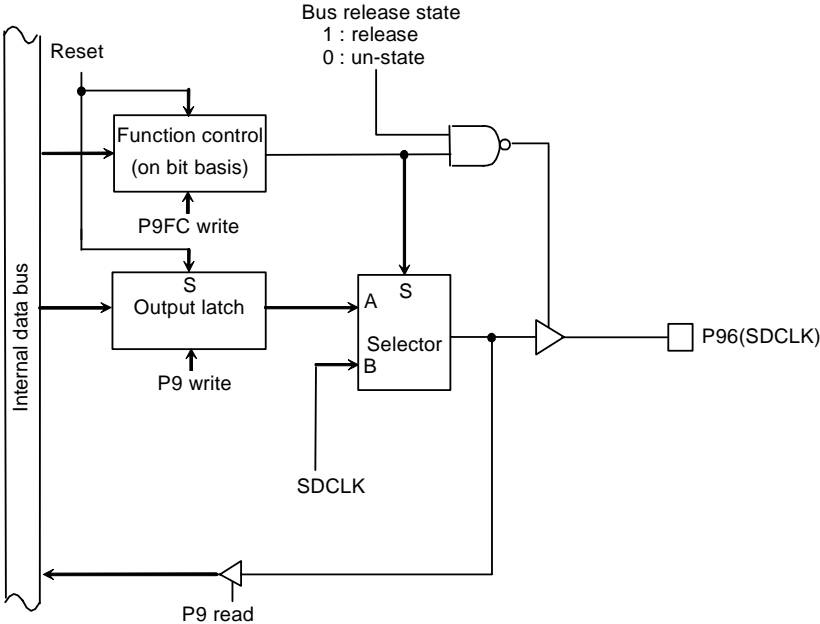 Bus release state
1 : release
0 : un-state
Reset
Function control
(on bit basis)
P9FC write
Internal data bus
S
Output latch
P9 write
A
S
Selector
B
P96(SDCLK)
SDCLK
P9 read